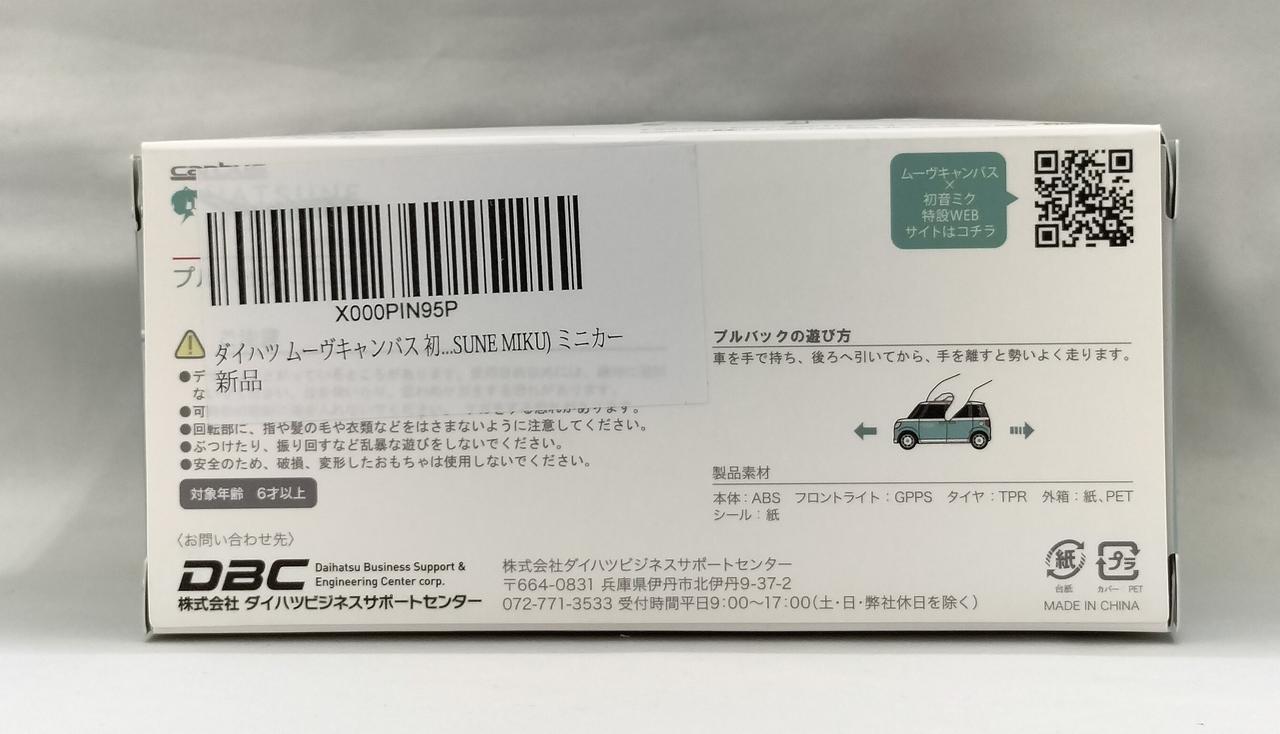 canbus
HATSUNE
プ
X000PIN95P
ダイハツ ムーヴキャンバス 初...SUNE MIKU) ミニカー
新品
●デ
な
●可
●回転部に、指や髪の毛や衣類などをはさまないように注意してください。
●ぶつけたり、振り回すなど乱暴な遊びをしないでください。
●安全のため、破損、変形したおもちゃは使用しないでください。
対象年齢 6才以上
〈お問い合わせ先〉
DBC
Daihatsu Business Support &
Engineering Center corp.
株式会社 ダイハツビジネスサポートセンター
株式会社ダイハツビジネスサポートセンター
〒664-0831 兵庫県伊丹市北伊丹9-37-2
072-771-3533 受付時間平日9:00〜17:00(土・日・弊社休日を除く)
ムーヴキャンバス
×
初音ミク
特設WEB
サイトはコチラ
プルバックの遊び方
車を手で持ち、後ろへ引いてから、手を離すと勢いよく走ります。
製品素材
本体:ABS フロントライト:GPPS タイヤ:TPR 外箱:紙、PET
シール:紙
紙
台紙
プラ
カバー PET
MADE IN CHINA